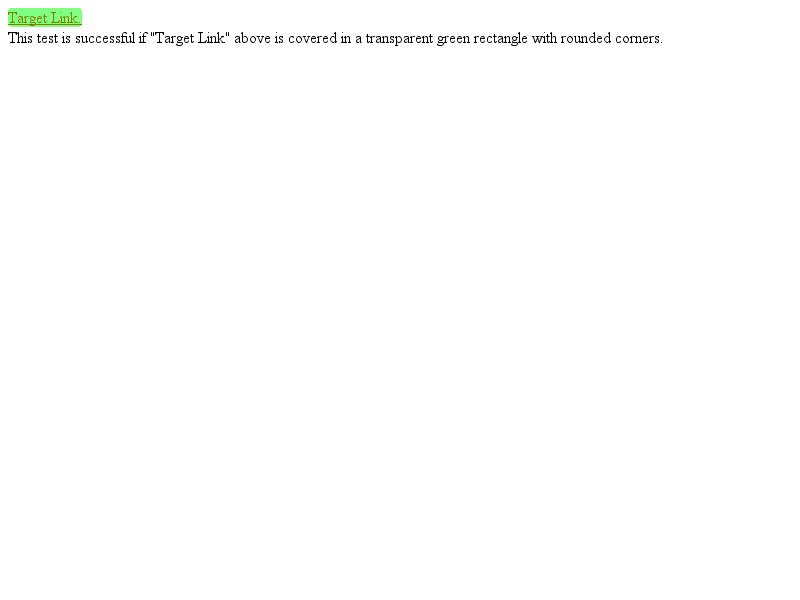 Target Link.
This test is successful if "Target Link" above is covered in a transparent green rectangle with rounded corners.